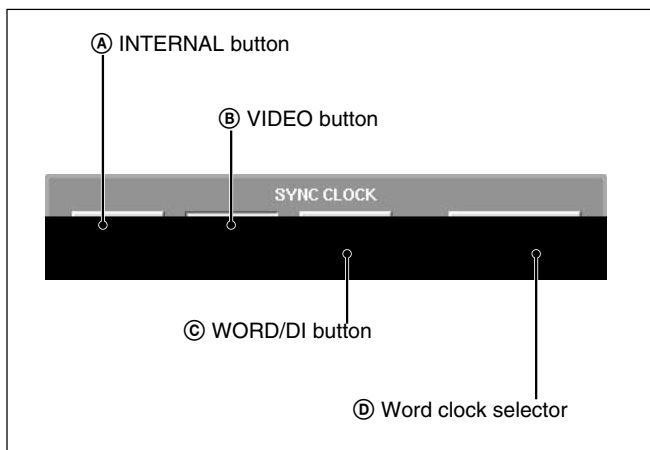 Ⓐ INTERNAL button
Ⓑ VIDEO button
SYNC CLOCK
Ⓒ WORD/DI button
Ⓓ Word clock selector